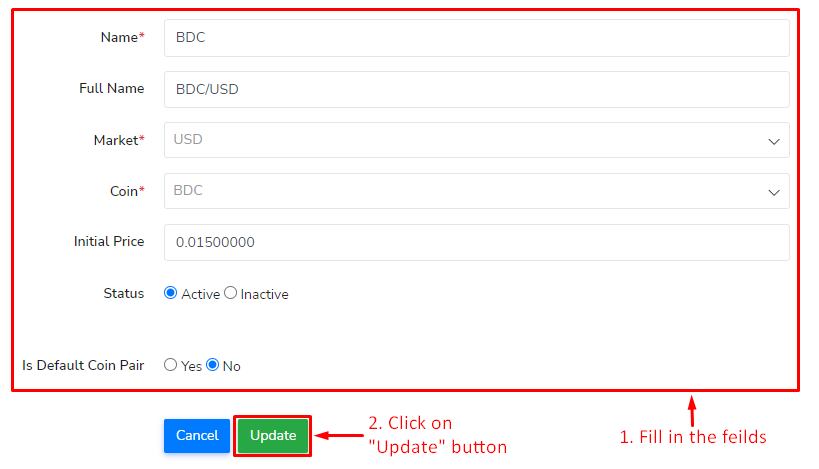 Name* BDC
Full Name BDC/USD
Market* USD
Coin* BDC
Initial Price 0.01500000
Status Active Inactive
Is Default Coin Pair Yes No
Cancel Update
2. Click on
"Update" button
1. Fill in the feilds